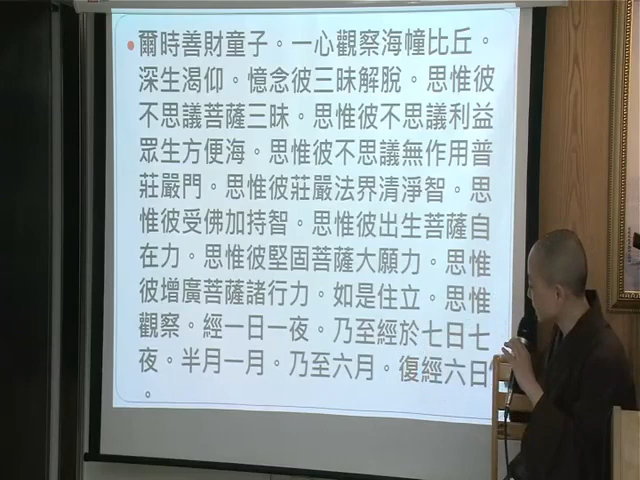 爾時善財童子。一心觀察海幢比丘。
深生渴仰。憶念彼三昧解脫。思惟彼
不思議菩薩三昧。思惟彼不思議利益
眾生方便海。思惟彼不思議無作用普
莊嚴門。思惟彼莊嚴法界清淨智。思
惟彼受佛加持智。思惟彼出生菩薩自
在力。思惟彼堅固菩薩大願力。思惟
彼增廣菩薩諸行力。如是住立。思惟
觀察。經一日一夜。乃至經於七日七
夜。半月一月。乃至六月。復經六日
。